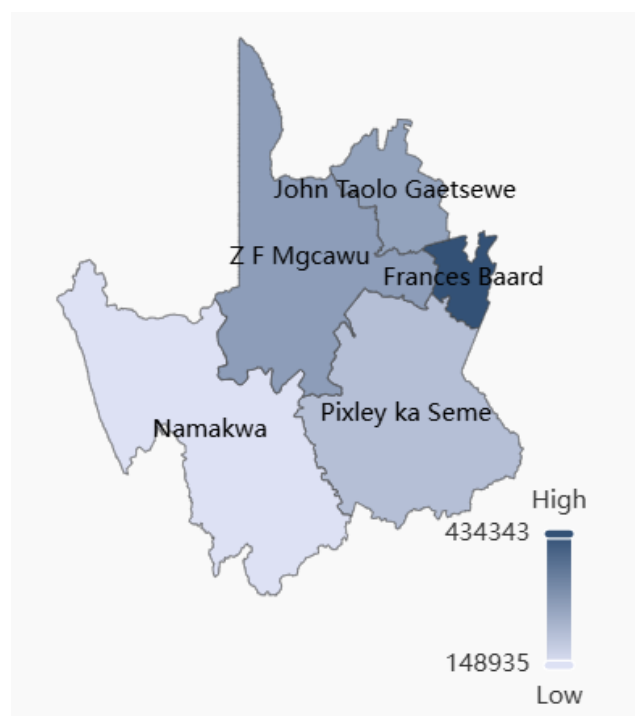 John Taolo Gaetsewe
Z F Mgcawu
Frances Baard
Pixley ka Seme
Namakwa
High
434343
148935
Low